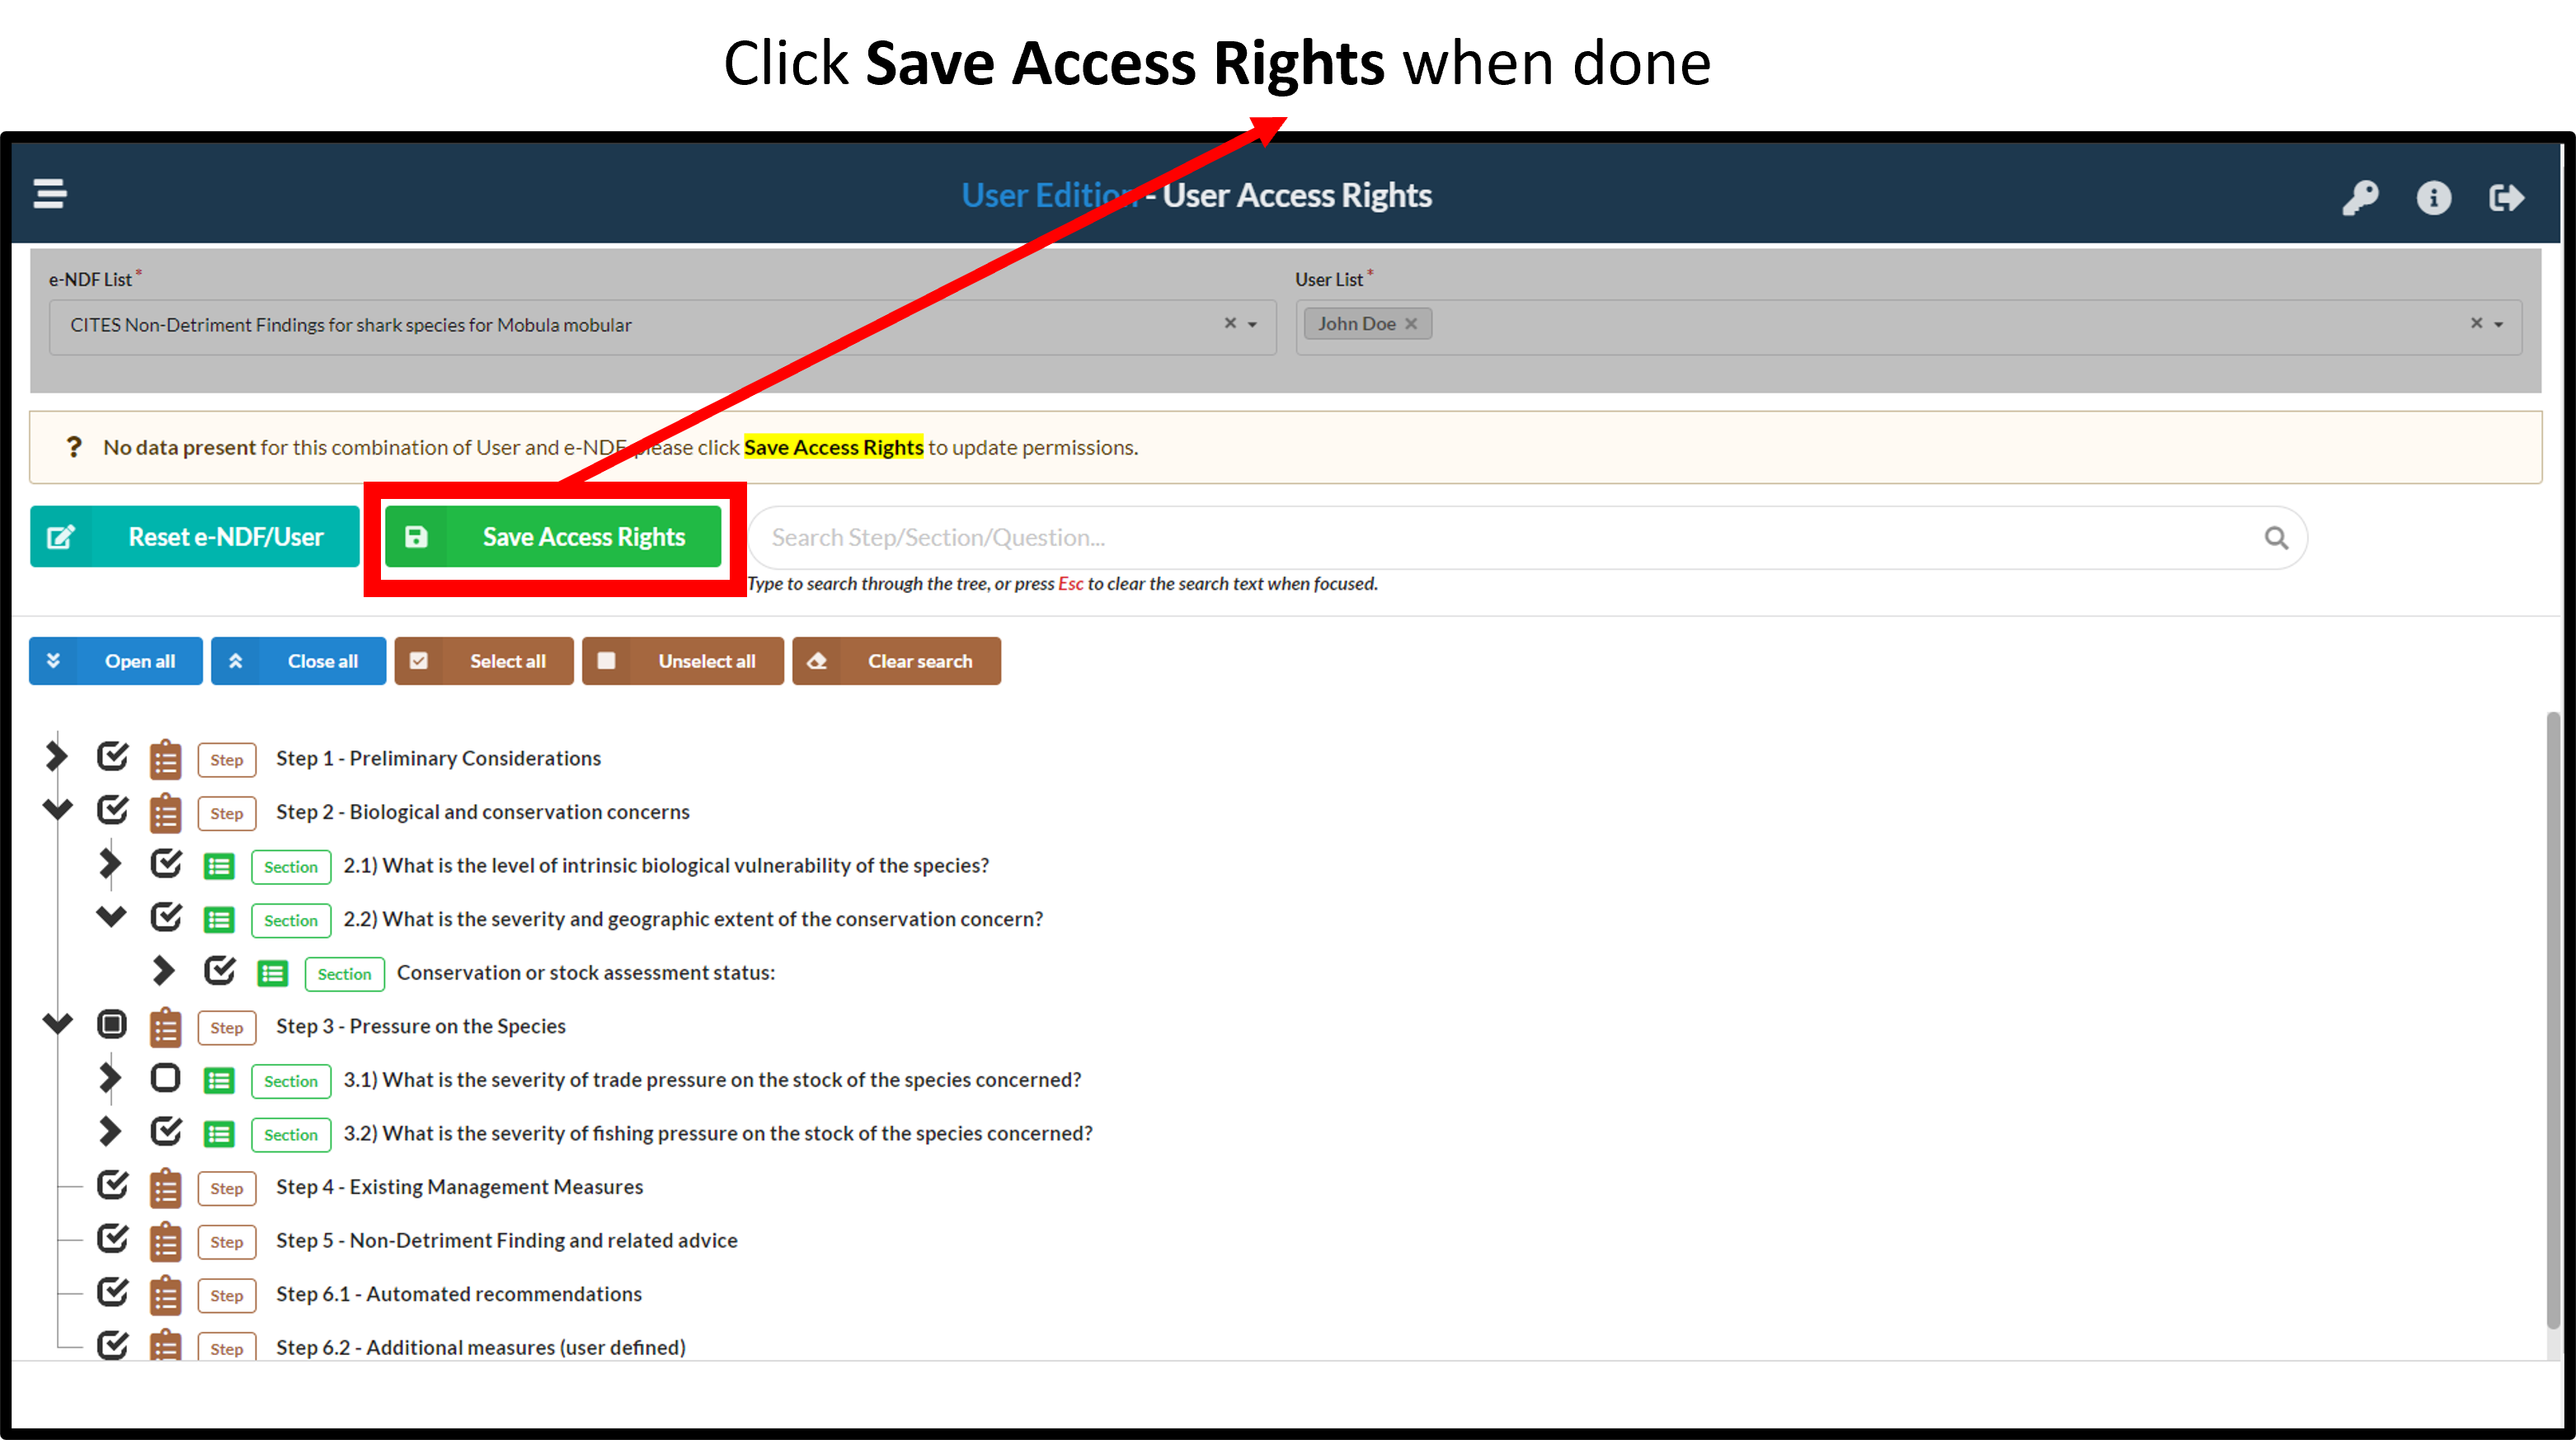 Click Save Access Rights when done
User Edition - User Access Rights
e-NDF List *
User List *
CITES Non-Detriment Findings for shark species for Mobula mobular
John Doe
? No data present for this combination of User and e-NDF, please click Save Access Rights to update permissions.
Reset e-NDF/User
Save Access Rights
Search Step/Section/Question...
Type to search through the tree, or press Esc to clear the search text when focused.
Open all
Close all
Select all
Unselect all
Clear search
Step Step 1 - Preliminary Considerations
Step Step 2 - Biological and conservation concerns
Section 2.1) What is the level of intrinsic biological vulnerability of the species?
Section 2.2) What is the severity and geographic extent of the conservation concern?
Section Conservation or stock assessment status:
Step Step 3 - Pressure on the Species
Section 3.1) What is the severity of trade pressure on the stock of the species concerned?
Section 3.2) What is the severity of fishing pressure on the stock of the species concerned?
Step Step 4 - Existing Management Measures
Step Step 5 - Non-Detriment Finding and related advice
Step Step 6.1 - Automated recommendations
Step Step 6.2 - Additional measures (user defined)